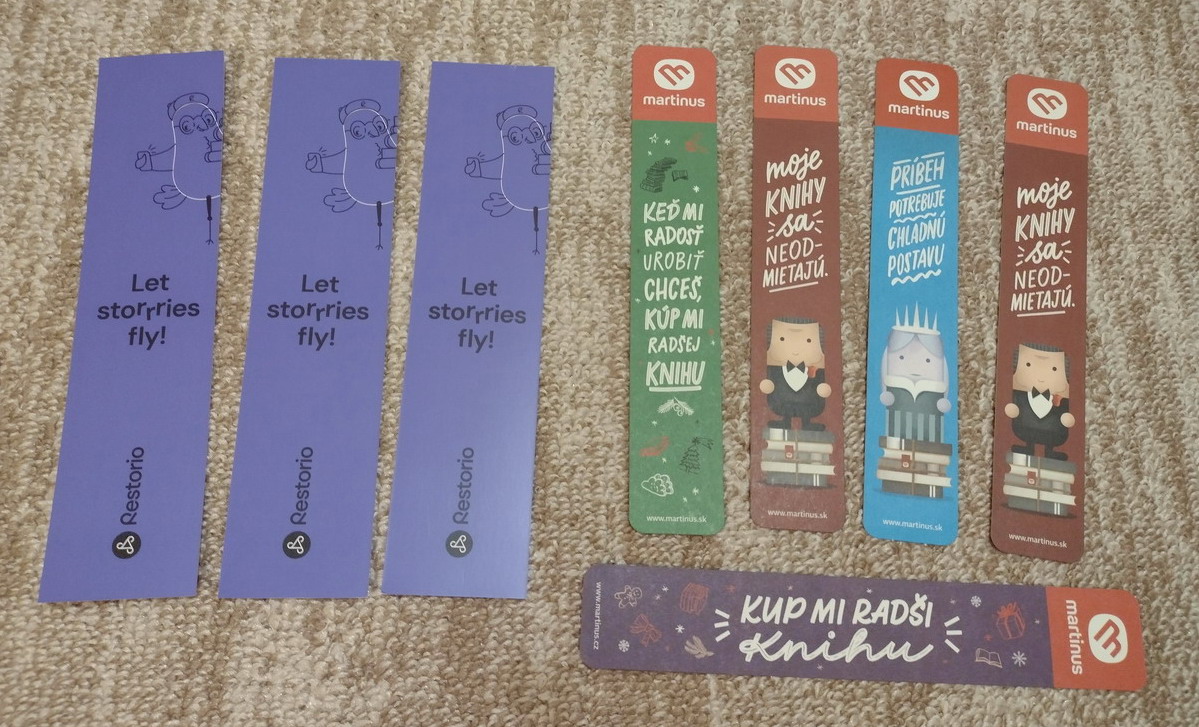 Let
storrries
fly!
Restorio
Let
storrries
fly!
Restorio
Let
storrries
fly!
Restorio
martinus
KEĎ MI
RADOSŤ
UROBIŤ
CHCEŠ,
KÚP MI
RADŠEJ
KNIHU
www.martinus.sk
martinus
moje
KNIHY
sa
NEOD-
MIETAJÚ.
www.martinus.sk
martinus
PRÍBEH
POTREBUJE
CHLADNÚ
POSTAVU
www.martinus.sk
martinus
moje
KNIHY
sa
NEOD-
MIETAJÚ.
www.martinus.sk
www.martinus.cz
KUP MI RADŠI
Knihu
martinus